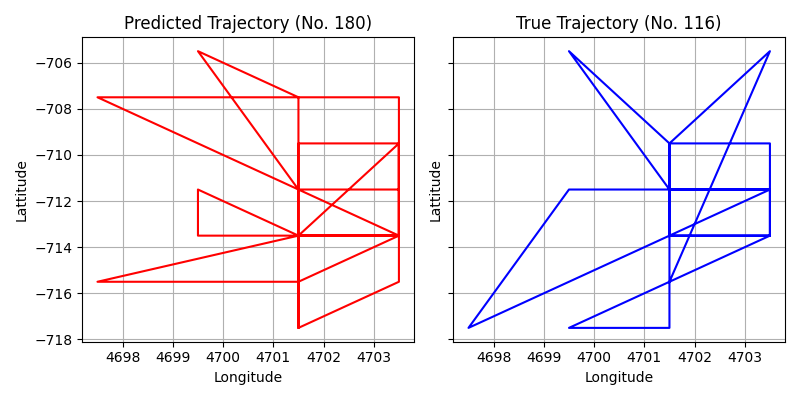 Predicted Trajectory (No. 180)
True Trajectory (No. 116)
−706
−708
−710
−712
−714
−716
−718
Lattitude
Lattitude
4698 4699 4700 4701 4702 4703
4698 4699 4700 4701 4702 4703
Longitude
Longitude